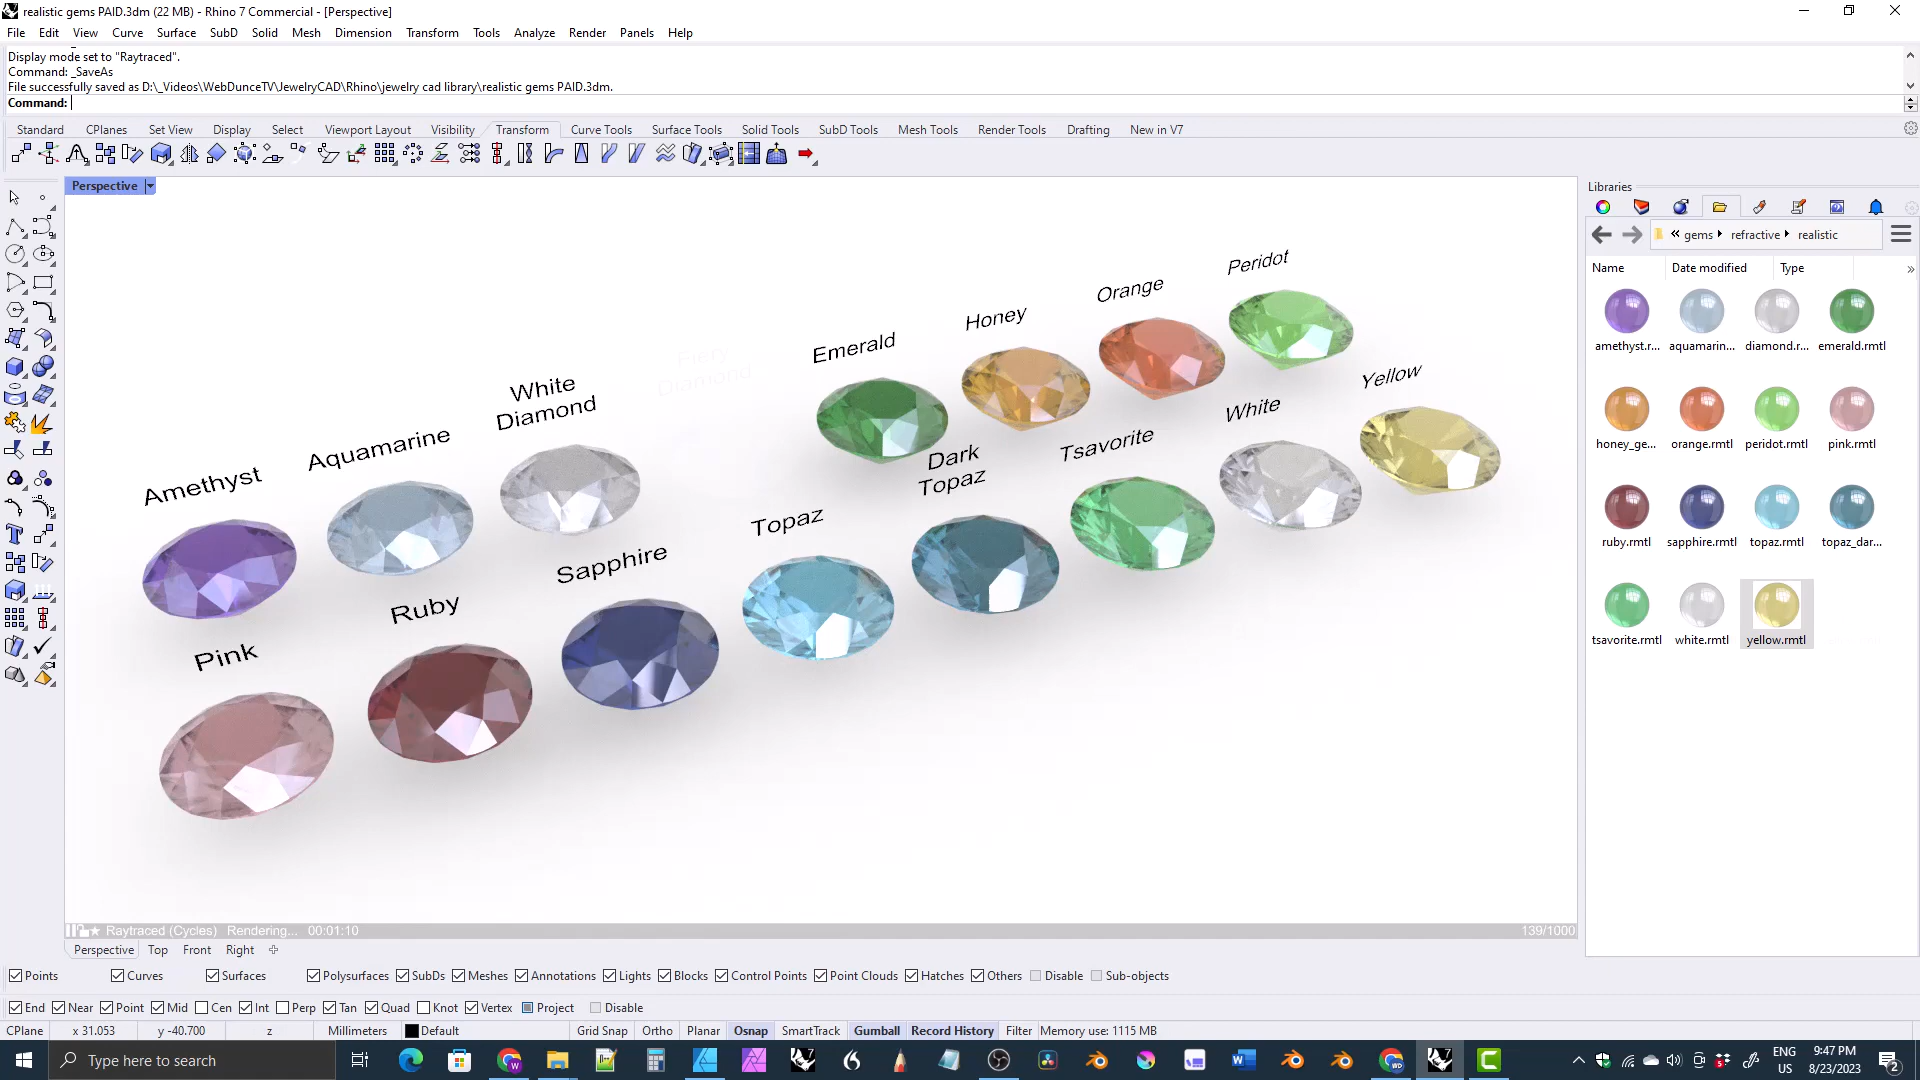 realistic gems PAID.3dm (22 MB) - Rhino 7 Commercial - [Perspective]
File Edit View Curve Surface SubD Solid Mesh Dimension Transform Tools Analyze Render Panels Help
Display mode set to "Raytraced".
Command: _SaveAs
File successfully saved as D:\_Videos\WebDunceTV\JewelryCAD\Rhino\jewelry cad library\realistic gems PAID.3dm.
Command:
Standard CPlanes Set View Display Select Viewport Layout Visibility Transform Curve Tools Surface Tools Solid Tools SubD Tools Mesh Tools Render Tools Drafting New in V7
Perspective
Libraries
« gems refractive realistic
Name Date modified Type »
amethyst.r... aquamarin... diamond.r... emerald.rmtl
honey_ge... orange.rmtl peridot.rmtl pink.rmtl
ruby.rmtl sapphire.rmtl topaz.rmtl topaz_dar...
tsavorite.rmtl white.rmtl yellow.rmtl
Peridot
Orange
Honey
Emerald
Fiery
Diamond
White
Diamond
Aquamarine
Amethyst
Yellow
White
Tsavorite
Dark
Topaz
Topaz
Sapphire
Ruby
Pink
Raytraced (Cycles) Rendering... 00:01:10 139/1000
Perspective Top Front Right
Points Curves Surfaces Polysurfaces SubDs Meshes Annotations Lights Blocks Control Points Point Clouds Hatches Others Disable Sub-objects
End Near Point Mid Cen Int Perp Tan Quad Knot Vertex Project Disable
CPlane x 31.053 y -40.700 z Millimeters Default Grid Snap Ortho Planar Osnap SmartTrack Gumball Record History Filter Memory use: 1115 MB
Type here to search
ENG
US
9:47 PM
8/23/2023
2